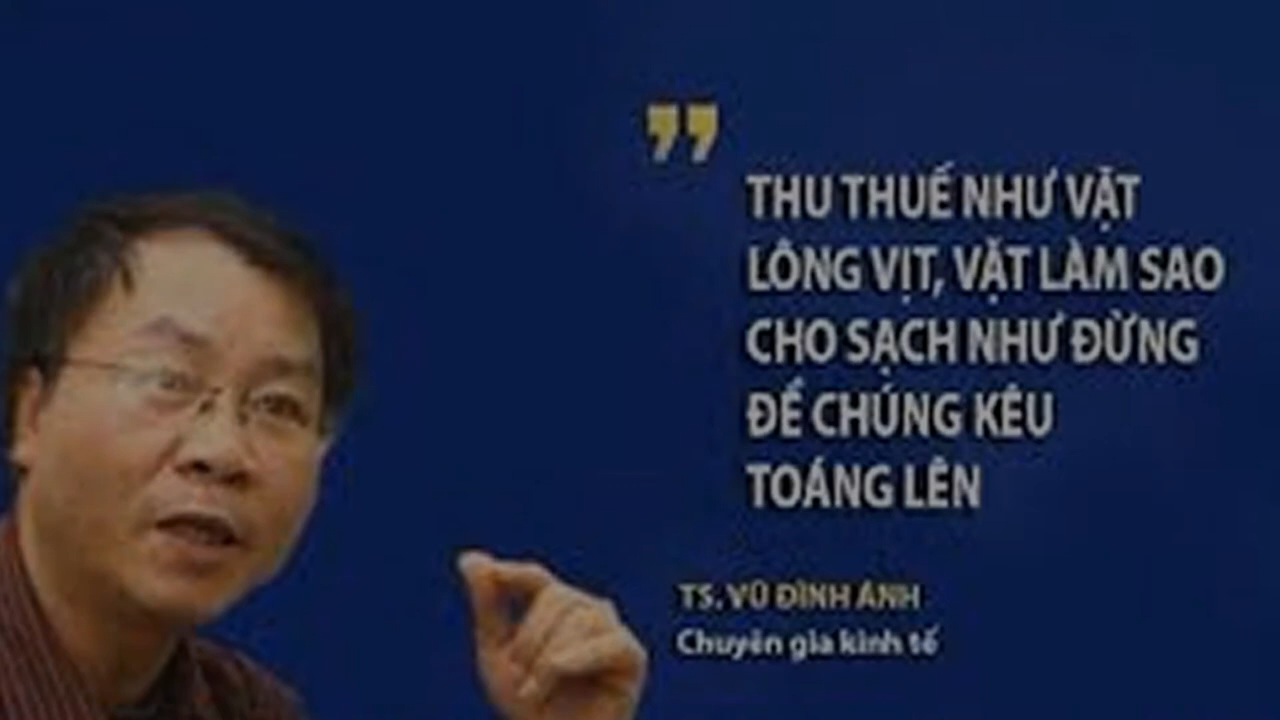 ”
THU THUẾ NHƯ VẶT
LÔNG VỊT, VẶT LÀM SAO
CHO SẠCH NHƯ ĐỪNG
ĐỂ CHÚNG KÊU
TOÁNG LÊN
TS. VŨ ĐÌNH ÁNH
Chuyên gia kinh tế